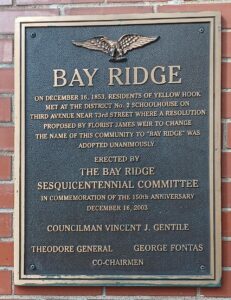 BAY RIDGE
ON DECEMBER 16, 1853, RESIDENTS OF YELLOW HOOK
MET AT THE DISTRICT No. 2 SCHOOLHOUSE ON
THIRD AVENUE NEAR 73RD STREET WHERE A RESOLUTION
PROPOSED BY FLORIST JAMES WEIR TO CHANGE
THE NAME OF THIS COMMUNITY TO "BAY RIDGE" WAS
ADOPTED UNANIMOUSLY.
ERECTED BY
THE BAY RIDGE
SESQUICENTENNIAL COMMITTEE
IN COMMEMORATION OF THE 150th ANNIVERSARY
DECEMBER 16, 2003
COUNCILMAN VINCENT J. GENTILE
THEODORE GENERAL GEORGE FONTAS
CO-CHAIRMEN